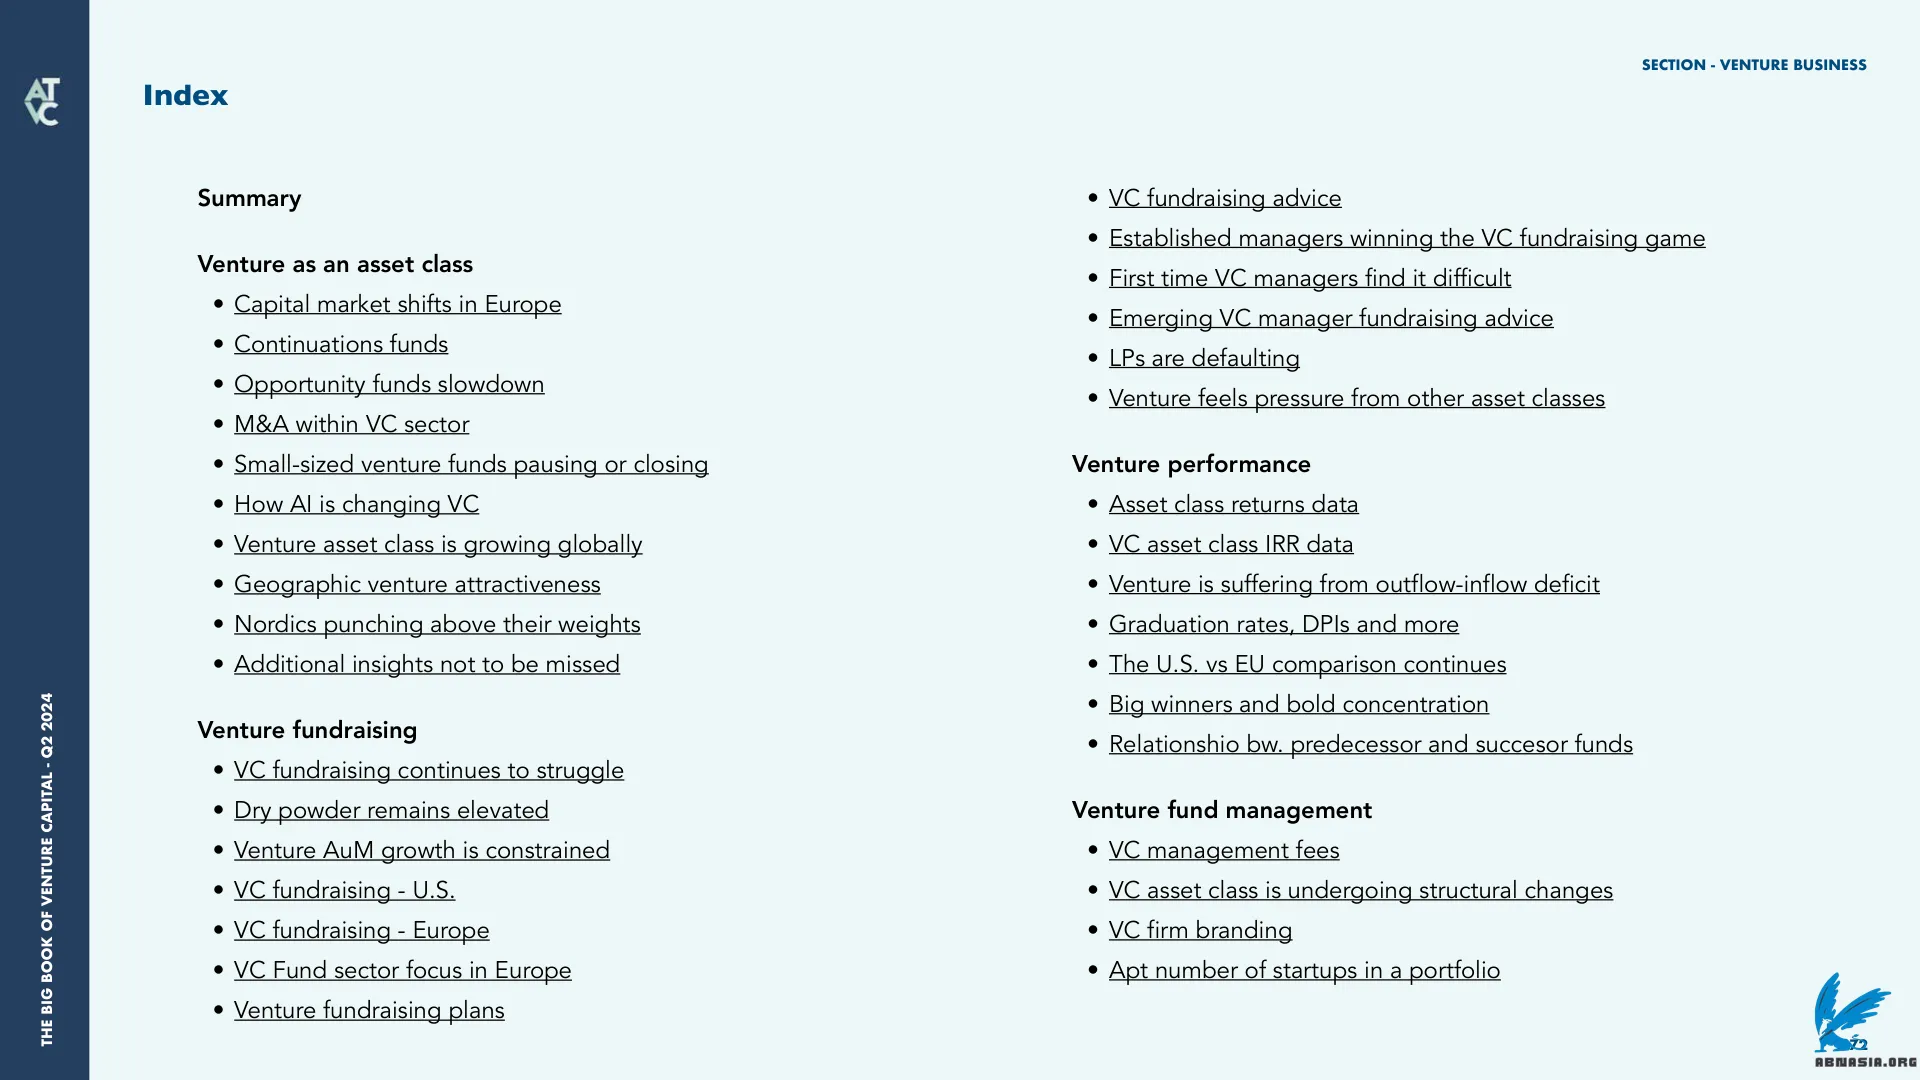 SECTION - VENTURE BUSINESS
AT
VC
Index
Summary
Venture as an asset class
• Capital market shifts in Europe
• Continuations funds
• Opportunity funds slowdown
• M&A within VC sector
• Small-sized venture funds pausing or closing
• How AI is changing VC
• Venture asset class is growing globally
• Geographic venture attractiveness
• Nordics punching above their weights
• Additional insights not to be missed
Venture fundraising
• VC fundraising continues to struggle
• Dry powder remains elevated
• Venture AuM growth is constrained
• VC fundraising - U.S.
• VC fundraising - Europe
• VC Fund sector focus in Europe
• Venture fundraising plans
• VC fundraising advice
• Established managers winning the VC fundraising game
• First time VC managers find it difficult
• Emerging VC manager fundraising advice
• LPs are defaulting
• Venture feels pressure from other asset classes
Venture performance
• Asset class returns data
• VC asset class IRR data
• Venture is suffering from outflow-inflow deficit
• Graduation rates, DPIs and more
• The U.S. vs EU comparison continues
• Big winners and bold concentration
• Relationshio bw. predecessor and succesor funds
Venture fund management
• VC management fees
• VC asset class is undergoing structural changes
• VC firm branding
• Apt number of startups in a portfolio
THE BIG BOOK OF VENTURE CAPITAL - Q2 2024
72
ABNASIA.ORG